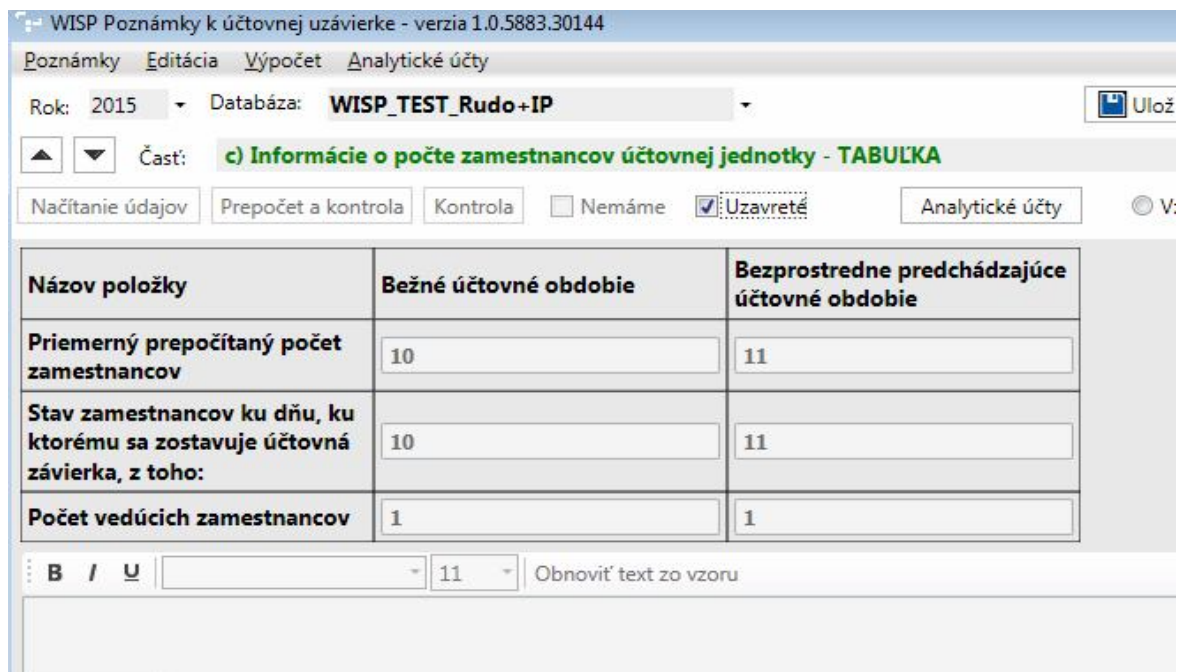 WISP Poznámky k účtovnej uzávierke - verzia 1.0.5883.30144
Poznámky Editácia Výpočet Analytické účty
Rok: 2015 Databáza: WISP_TEST_Rudo+IP Ulož
Časť: c) Informácie o počte zamestnancov účtovnej jednotky - TABUĽKA
Načítanie údajov Prepočet a kontrola Kontrola Nemáme Uzavreté Analytické účty
Názov položky Bežné účtovné obdobie Bezprostredne predchádzajúce
účtovné obdobie
Priemerný prepočítaný počet
zamestnancov 10 11
Stav zamestnancov ku dňu, ku
ktorému sa zostavuje účtovná
závierka, z toho: 10 11
Počet vedúcich zamestnancov 1 1
B I U 11 Obnoviť text zo vzoru